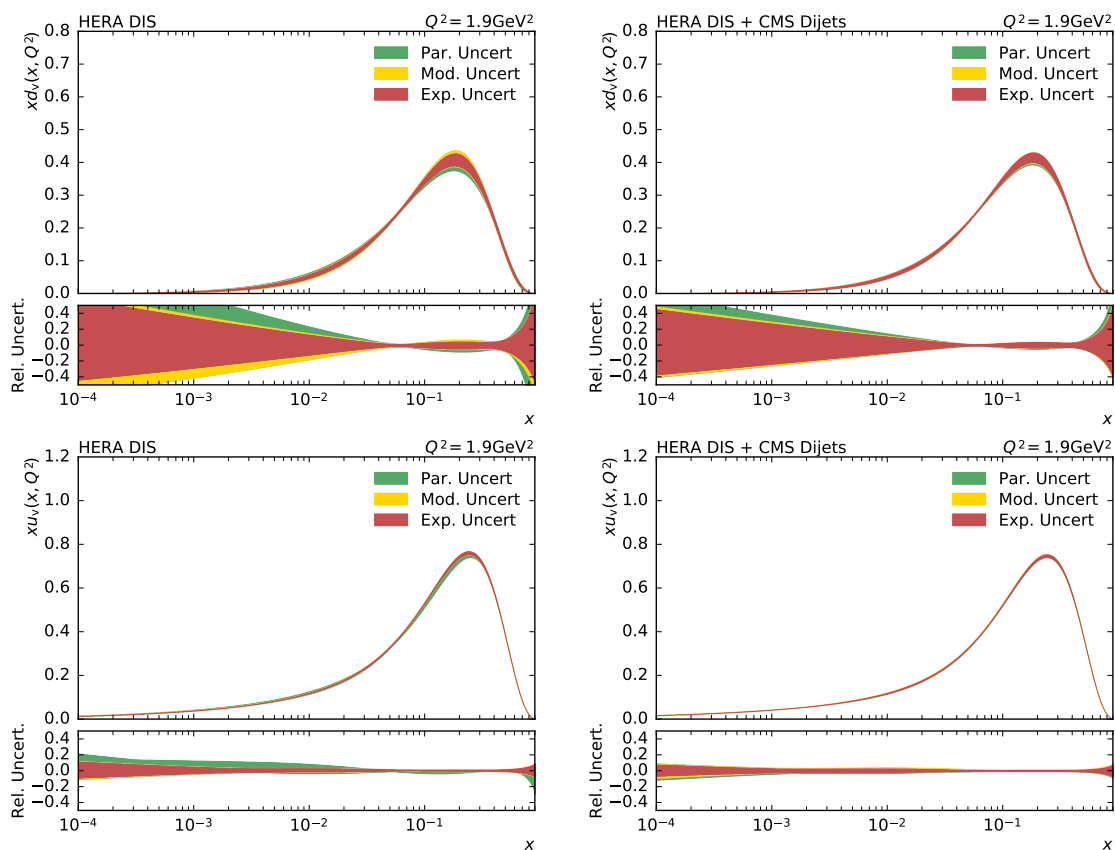 HERA DIS Q² = 1.9GeV²
xdᵥ(x, Q²)
0.8
0.7
0.6
0.5
0.4
0.3
0.2
0.1
0.0
Par. Uncert
Mod. Uncert
Exp. Uncert
Rel. Uncert.
0.4
0.2
0.0
−0.2
−0.4
10⁻⁴ 10⁻³ 10⁻² 10⁻¹
x
HERA DIS + CMS Dijets Q² = 1.9GeV²
xdᵥ(x, Q²)
0.8
0.7
0.6
0.5
0.4
0.3
0.2
0.1
0.0
Par. Uncert
Mod. Uncert
Exp. Uncert
Rel. Uncert.
0.4
0.2
0.0
−0.2
−0.4
10⁻⁴ 10⁻³ 10⁻² 10⁻¹
x
HERA DIS Q² = 1.9GeV²
xuᵥ(x, Q²)
1.2
1.0
0.8
0.6
0.4
0.2
0.0
Par. Uncert
Mod. Uncert
Exp. Uncert
Rel. Uncert.
0.4
0.2
0.0
−0.2
−0.4
10⁻⁴ 10⁻³ 10⁻² 10⁻¹
x
HERA DIS + CMS Dijets Q² = 1.9GeV²
xuᵥ(x, Q²)
1.2
1.0
0.8
0.6
0.4
0.2
0.0
Par. Uncert
Mod. Uncert
Exp. Uncert
Rel. Uncert.
0.4
0.2
0.0
−0.2
−0.4
10⁻⁴ 10⁻³ 10⁻² 10⁻¹
x